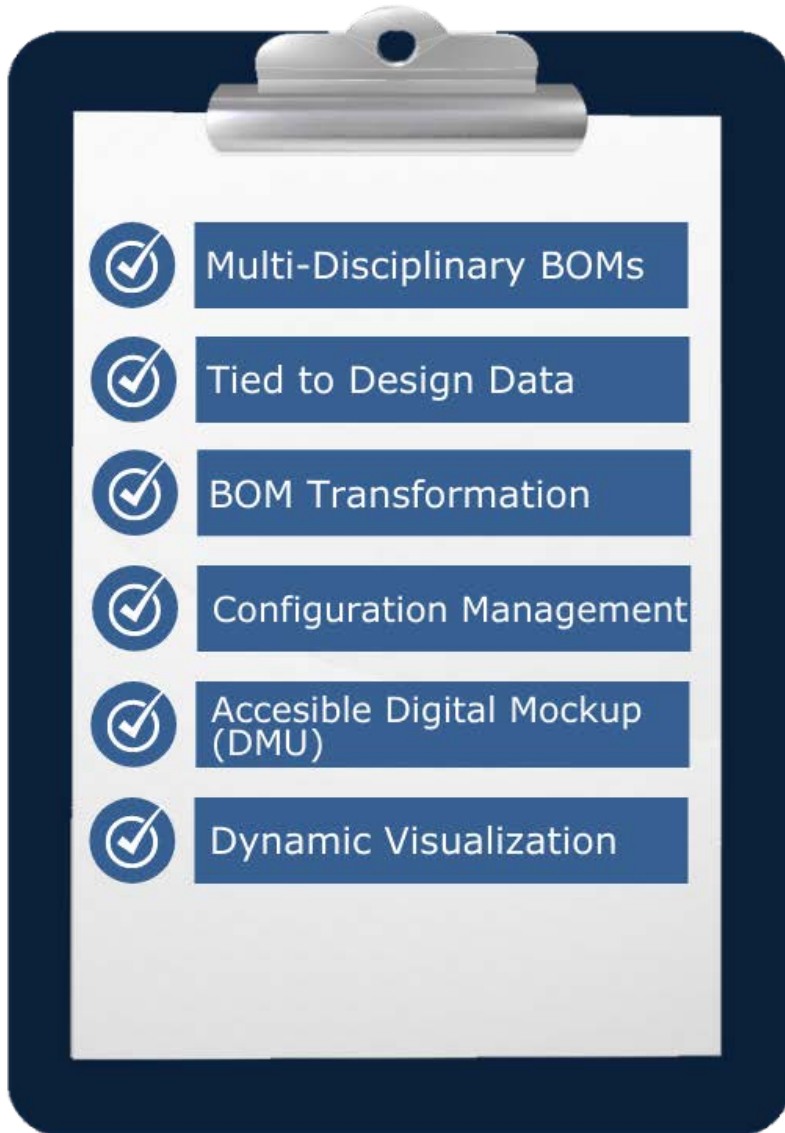 Multi-Disciplinary BOMs
Tied to Design Data
BOM Transformation
Configuration Management
Accesible Digital Mockup
(DMU)
Dynamic Visualization